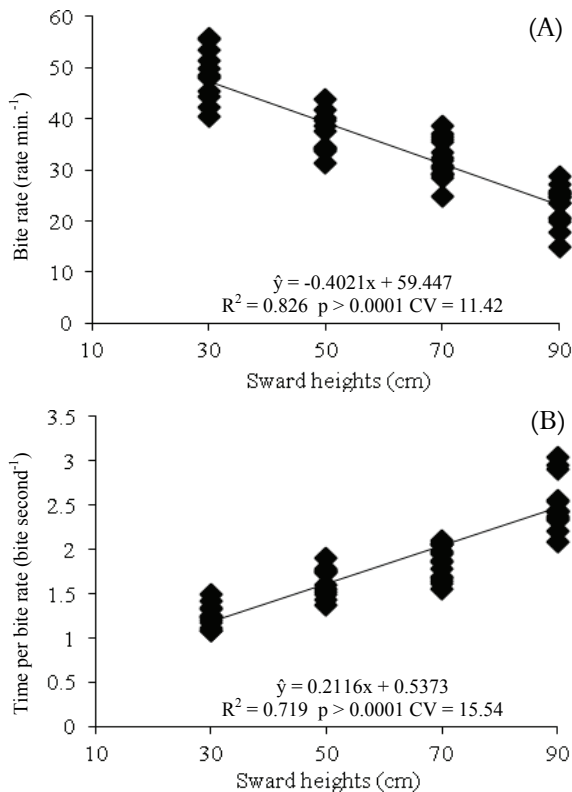 (A)
Bite rate (rate min.⁻¹)
60
50
40
30
20
10
0
ŷ = -0.4021x + 59.447
R² = 0.826 p > 0.0001 CV = 11.42
10 30 50 70 90
Sward heights (cm)
(B)
Time per bite rate (bite second⁻¹)
3.5
3
2.5
2
1.5
1
0.5
0
ŷ = 0.2116x + 0.5373
R² = 0.719 p > 0.0001 CV = 15.54
10 30 50 70 90
Sward heights (cm)